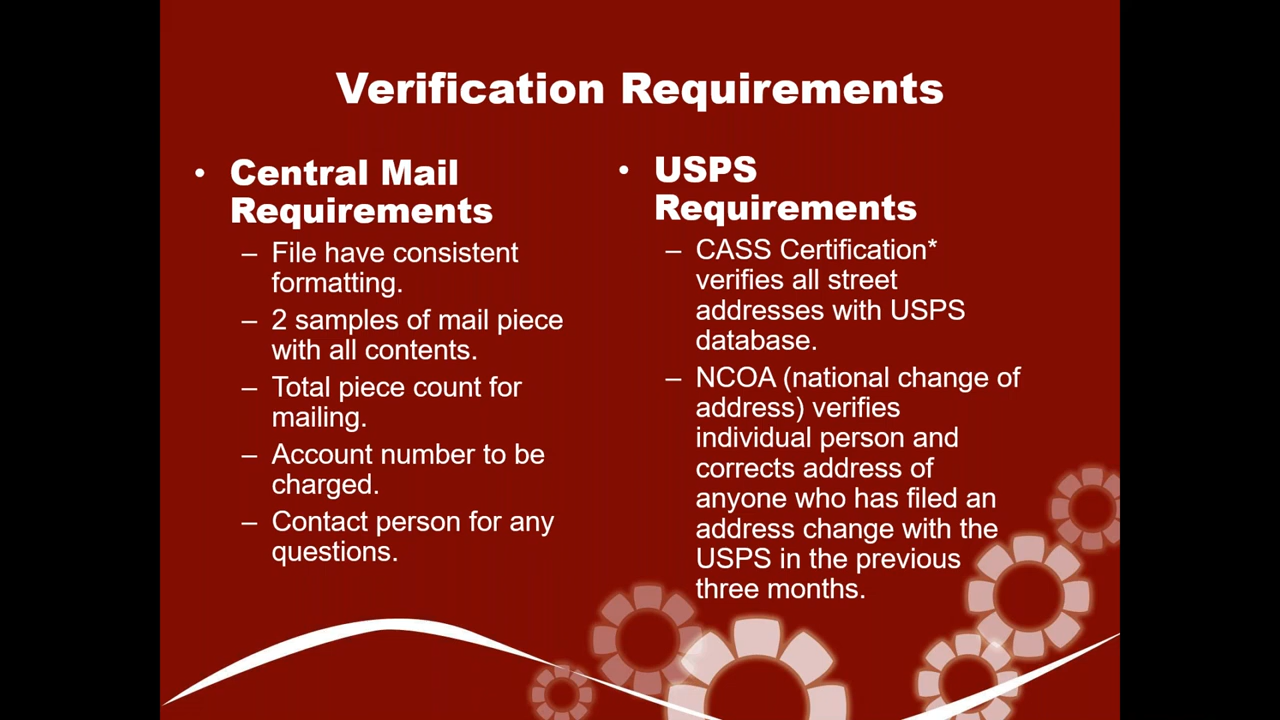 Verification Requirements
• Central Mail
Requirements
– File have consistent
formatting.
– 2 samples of mail piece
with all contents.
– Total piece count for
mailing.
– Account number to be
charged.
– Contact person for any
questions.
• USPS
Requirements
– CASS Certification*
verifies all street
addresses with USPS
database.
– NCOA (national change of
address) verifies
individual person and
corrects address of
anyone who has filed an
address change with the
USPS in the previous
three months.